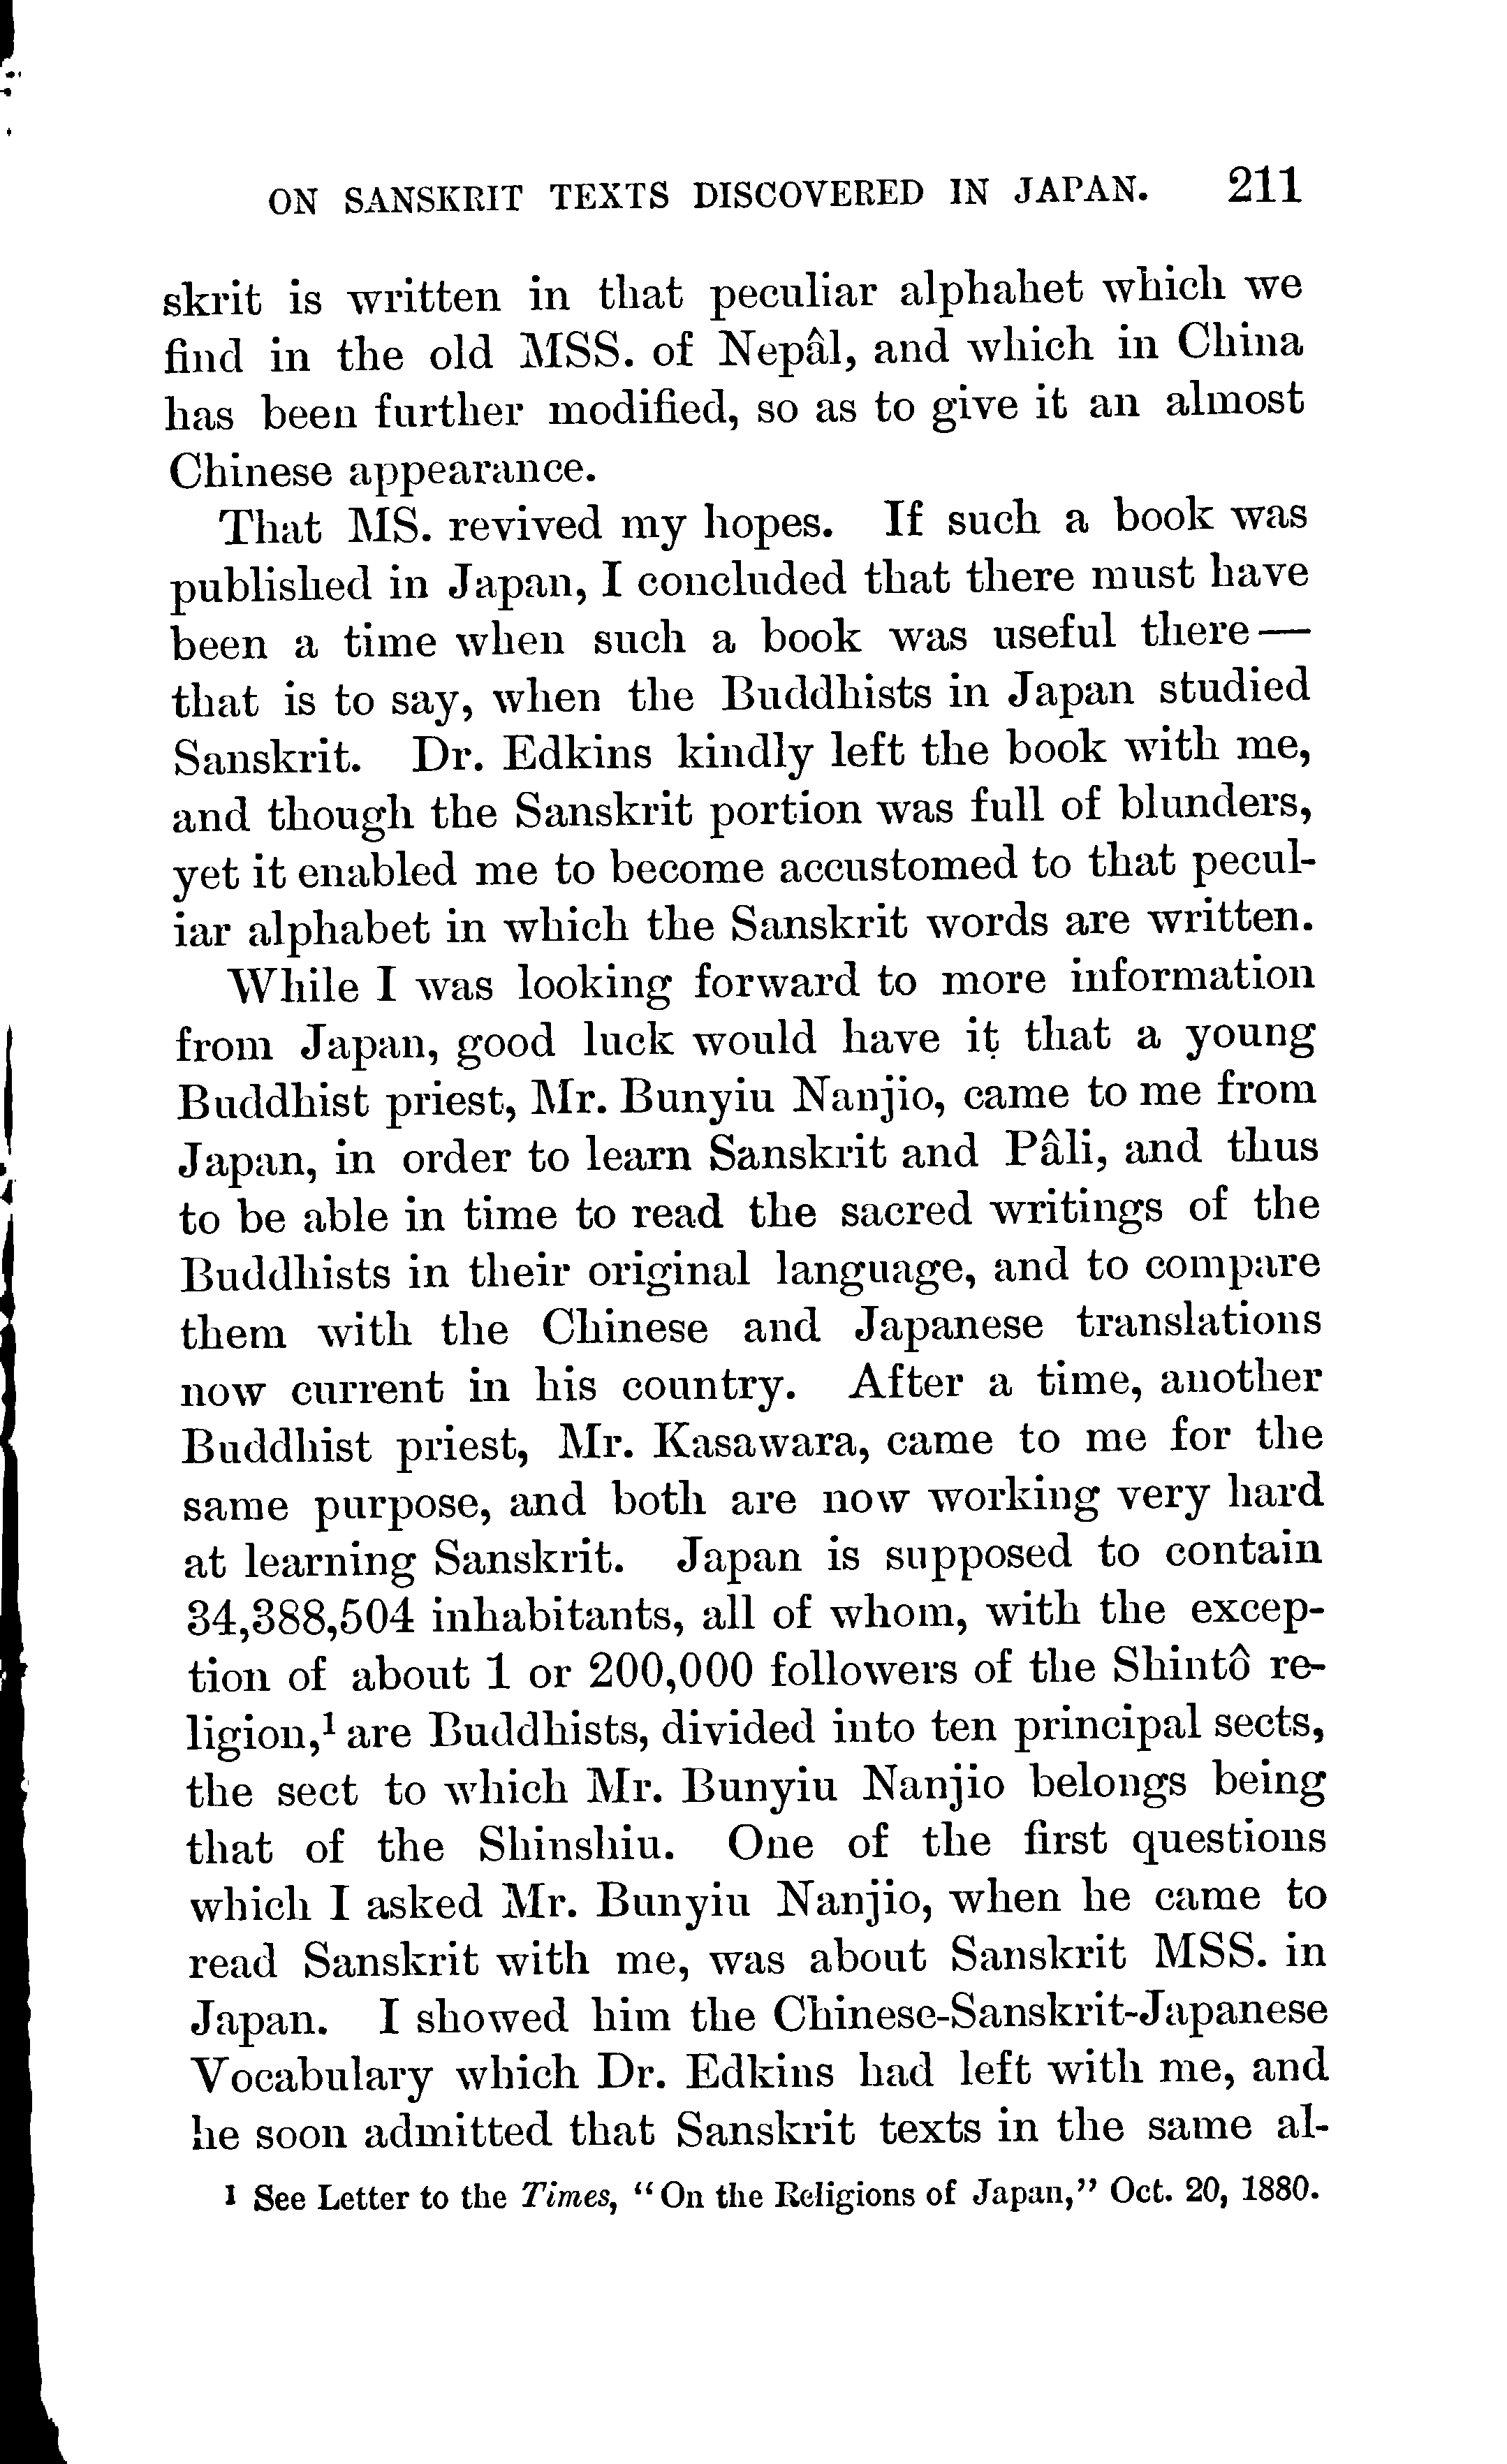 ON SANSKRIT TEXTS DISCOVERED IN JAPAN. 211
skrit is written in that peculiar alphabet which we
find in the old MSS. of Nepâl, and which in China
has been further modified, so as to give it an almost
Chinese appearance.
That MS. revived my hopes. If such a book was
published in Japan, I concluded that there must have
been a time when such a book was useful there—
that is to say, when the Buddhists in Japan studied
Sanskrit. Dr. Edkins kindly left the book with me,
and though the Sanskrit portion was full of blunders,
yet it enabled me to become accustomed to that pecul-
iar alphabet in which the Sanskrit words are written.
While I was looking forward to more information
from Japan, good luck would have it that a young
Buddhist priest, Mr. Bunyiu Nanjio, came to me from
Japan, in order to learn Sanskrit and Pâli, and thus
to be able in time to read the sacred writings of the
Buddhists in their original language, and to compare
them with the Chinese and Japanese translations
now current in his country. After a time, another
Buddhist priest, Mr. Kasawara, came to me for the
same purpose, and both are now working very hard
at learning Sanskrit. Japan is supposed to contain
34,388,504 inhabitants, all of whom, with the excep-
tion of about 1 or 200,000 followers of the Shintô re-
ligion,¹ are Buddhists, divided into ten principal sects,
the sect to which Mr. Bunyiu Nanjio belongs being
that of the Shinshiu. One of the first questions
which I asked Mr. Bunyiu Nanjio, when he came to
read Sanskrit with me, was about Sanskrit MSS. in
Japan. I showed him the Chinese-Sanskrit-Japanese
Vocabulary which Dr. Edkins had left with me, and
he soon admitted that Sanskrit texts in the same al-
¹ See Letter to the Times, "On the Religions of Japan," Oct. 20, 1880.